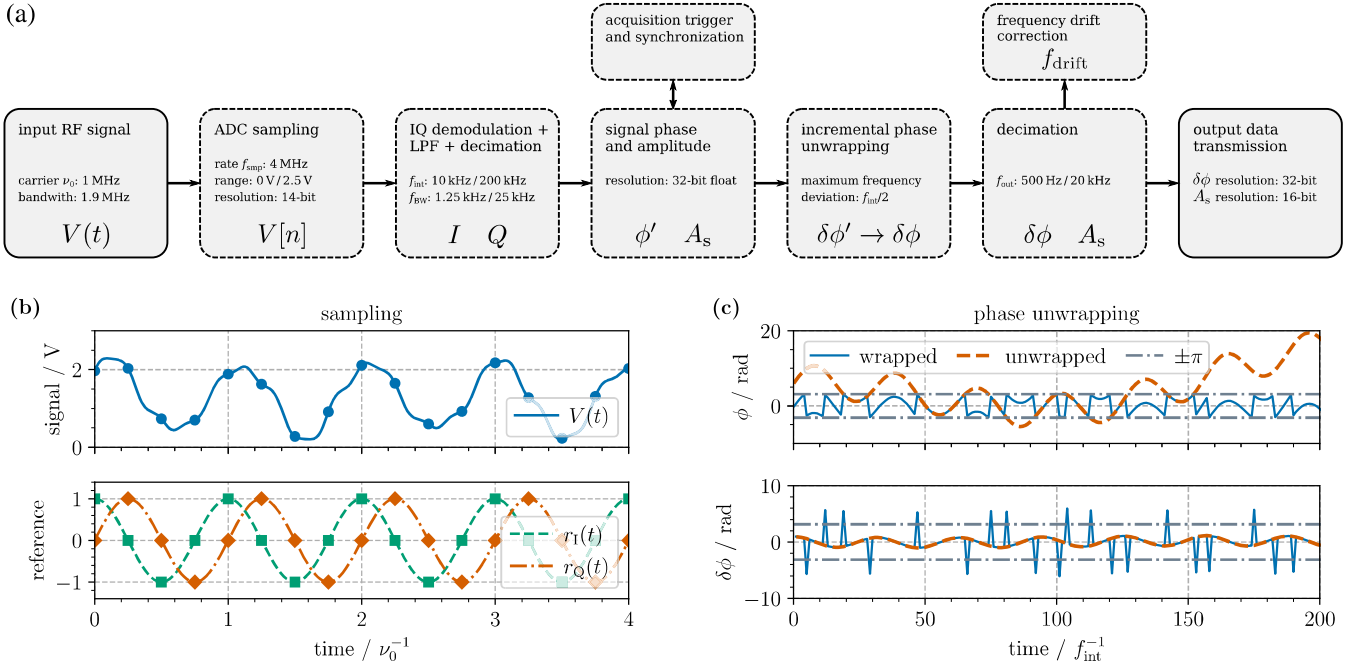 (a)
acquisition trigger
and synchronization
frequency drift
correction
f_drift
input RF signal
carrier ν₀: 1 MHz
bandwith: 1.9 MHz
V(t)
ADC sampling
rate f_smp: 4 MHz
range: 0 V / 2.5 V
resolution: 14-bit
V[n]
IQ demodulation +
LPF + decimation
f_int: 10 kHz / 200 kHz
f_BW: 1.25 kHz / 25 kHz
I Q
signal phase
and amplitude
resolution: 32-bit float
ϕ′ A_s
incremental phase
unwrapping
maximum frequency
deviation: f_int/2
δϕ′ → δϕ
decimation
f_out: 500 Hz / 20 kHz
δϕ A_s
output data
transmission
δϕ resolution: 32-bit
A_s resolution: 16-bit
(b)
sampling
signal / V
2
0
V(t)
reference
1
0
−1
r_I(t)
r_Q(t)
0 1 2 3 4
time / ν₀⁻¹
(c)
phase unwrapping
ϕ / rad
20
0
wrapped unwrapped ±π
δϕ / rad
10
0
−10
0 50 100 150 200
time / f_int⁻¹